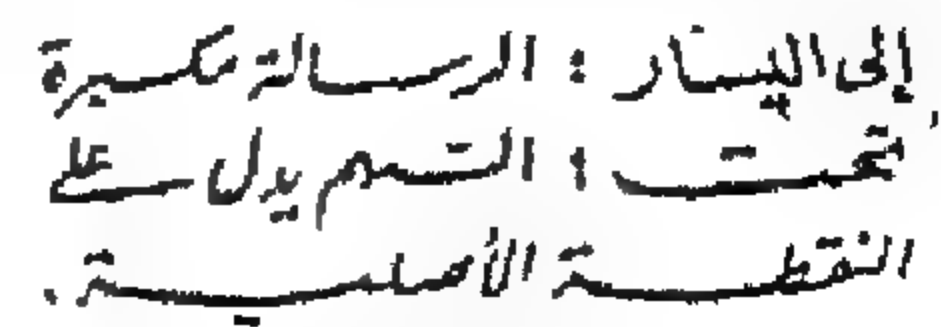 إلى اليسار : الرسالة مكبرة
تحت : السهم يدل على
النقطة الأصلية .